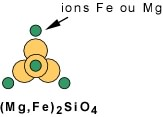 ions Fe ou Mg
(Mg,Fe)2SiO4